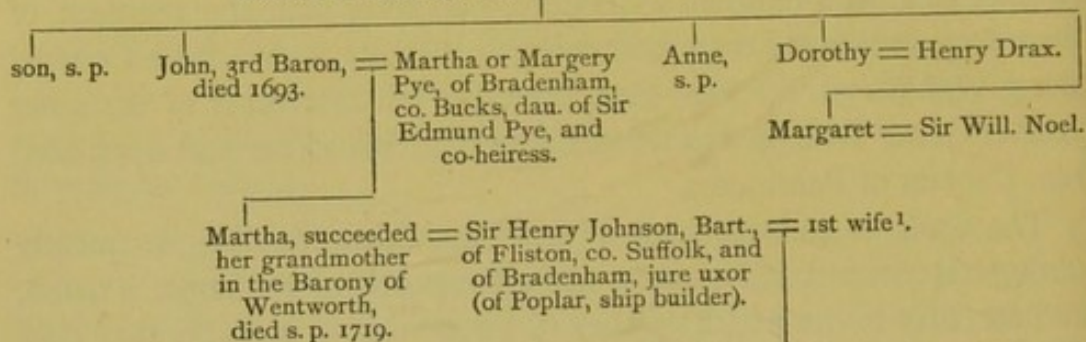 son, s. p.
John, 3rd Baron, = Martha or Margery
died 1693.
Pye, of Bradenham,
co. Bucks, dau. of Sir
Edmund Pye, and
co-heiress.
Anne,
s. p.
Dorothy = Henry Drax.
Margaret = Sir Will. Noel.
Martha, succeeded = Sir Henry Johnson, Bart., = 1st wife¹.
her grandmother
in the Barony of
Wentworth,
died s. p. 1719.
of Fliston, co. Suffolk, and
of Bradenham, jure uxor
(of Poplar, ship builder).